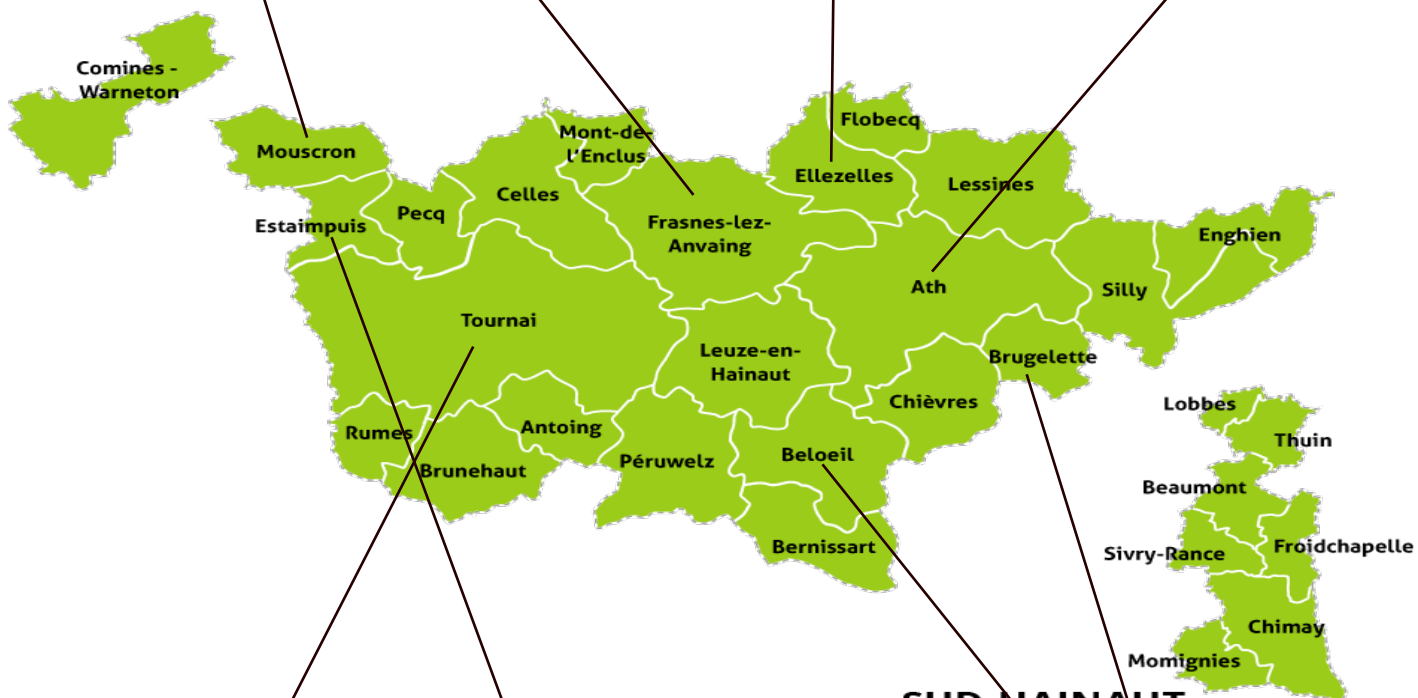 Comines -
Warneton
Mouscron
Estaimpuis
Pecq
Celles
Mont-de-
l'Enclus
Frasnes-lez-
Anvaing
Ellezelles
Flobecq
Lessines
Enghien
Silly
Ath
Tournai
Leuze-en-
Hainaut
Brugelette
Chièvres
Rumes
Brunehaut
Antoing
Péruwelz
Beloeil
Bernissart
Lobbes
Thuin
Beaumont
Sivry-Rance
Froidchapelle
Chimay
Momignies
SUD HAINAUT